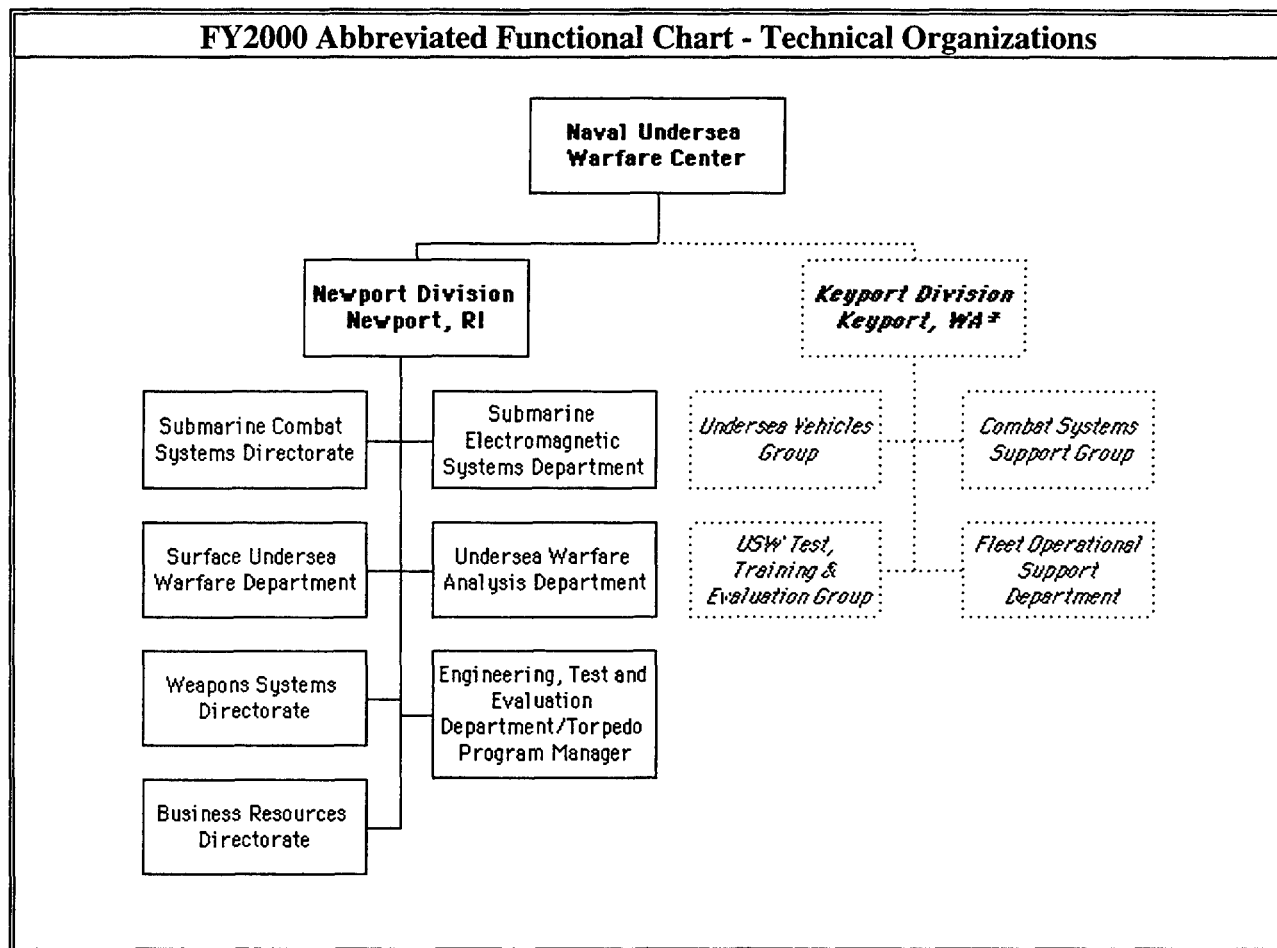 FY2000 Abbreviated Functional Chart - Technical Organizations
Naval Undersea
Warfare Center
Newport Division
Newport, RI
Keyport Division
Keyport, WA*
Submarine Combat
Systems Directorate
Submarine
Electromagnetic
Systems Department
Undersea Vehicles
Group
Combat Systems
Support Group
Surface Undersea
Warfare Department
Undersea Warfare
Analysis Department
USW Test,
Training &
Evaluation Group
Fleet Operational
Support
Department
Weapons Systems
Directorate
Engineering, Test and
Evaluation
Department/Torpedo
Program Manager
Business Resources
Directorate